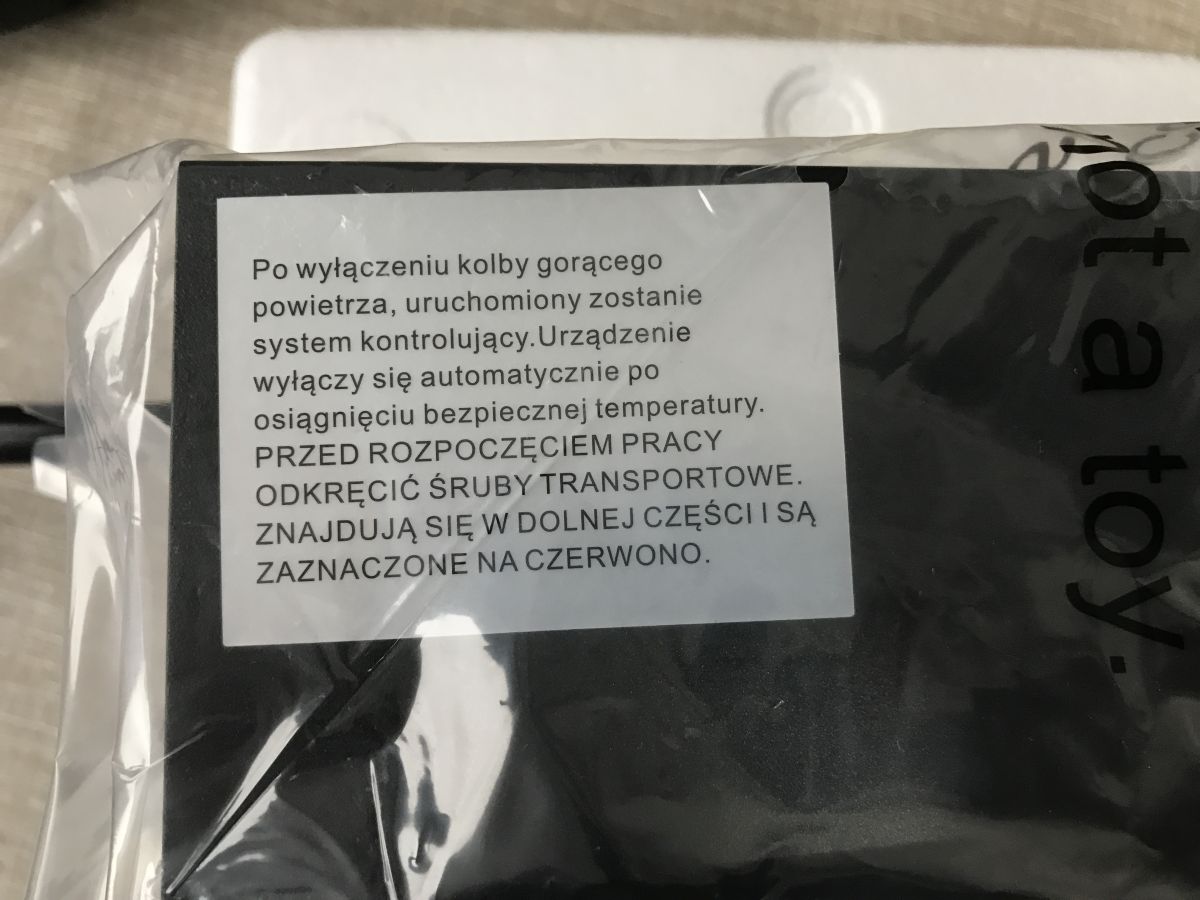 Po wyłączeniu kolby gorącego
powietrza, uruchomiony zostanie
system kontrolujący.Urządzenie
wyłączy się automatycznie po
osiągnięciu bezpiecznej temperatury.
PRZED ROZPOCZĘCIEM PRACY
ODKRĘCIĆ ŚRUBY TRANSPORTOWE.
ZNAJDUJĄ SIĘ W DOLNEJ CZĘŚCI I SĄ
ZAZNACZONE NA CZERWONO.
not a toy.